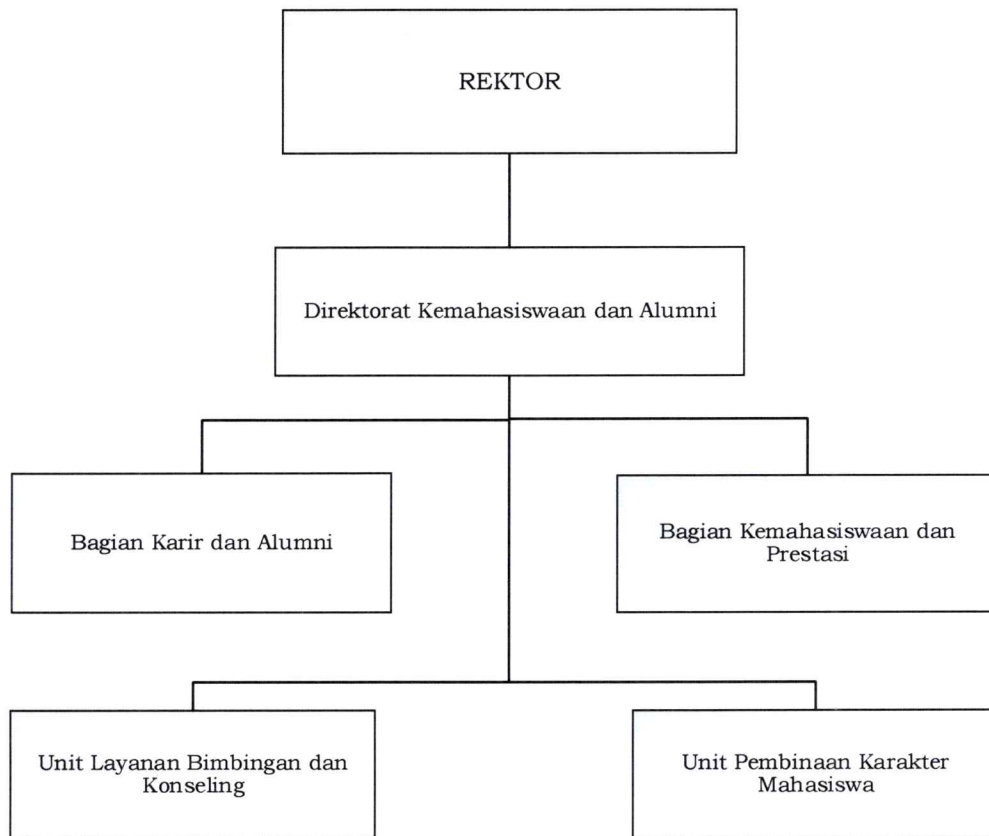 REKTOR
Direktorat Kemahasiswaan dan Alumni
Bagian Karir dan Alumni
Bagian Kemahasiswaan dan
Prestasi
Unit Layanan Bimbingan dan
Konseling
Unit Pembinaan Karakter
Mahasiswa